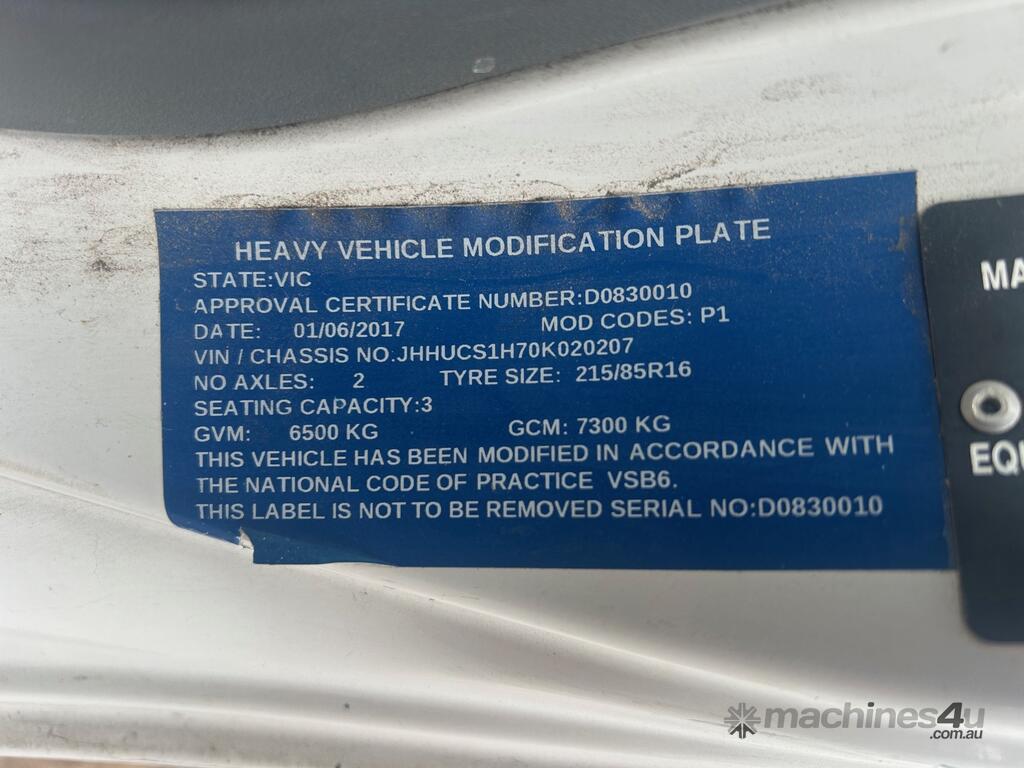 HEAVY VEHICLE MODIFICATION PLATE
STATE:VIC
APPROVAL CERTIFICATE NUMBER:D0830010
DATE: 01/06/2017 MOD CODES: P1
VIN / CHASSIS NO.JHHUCS1H70K020207
NO AXLES: 2 TYRE SIZE: 215/85R16
SEATING CAPACITY:3
GVM: 6500 KG GCM: 7300 KG
THIS VEHICLE HAS BEEN MODIFIED IN ACCORDANCE WITH
THE NATIONAL CODE OF PRACTICE VSB6.
THIS LABEL IS NOT TO BE REMOVED SERIAL NO:D0830010
MA
EQU
machines4u
.com.au